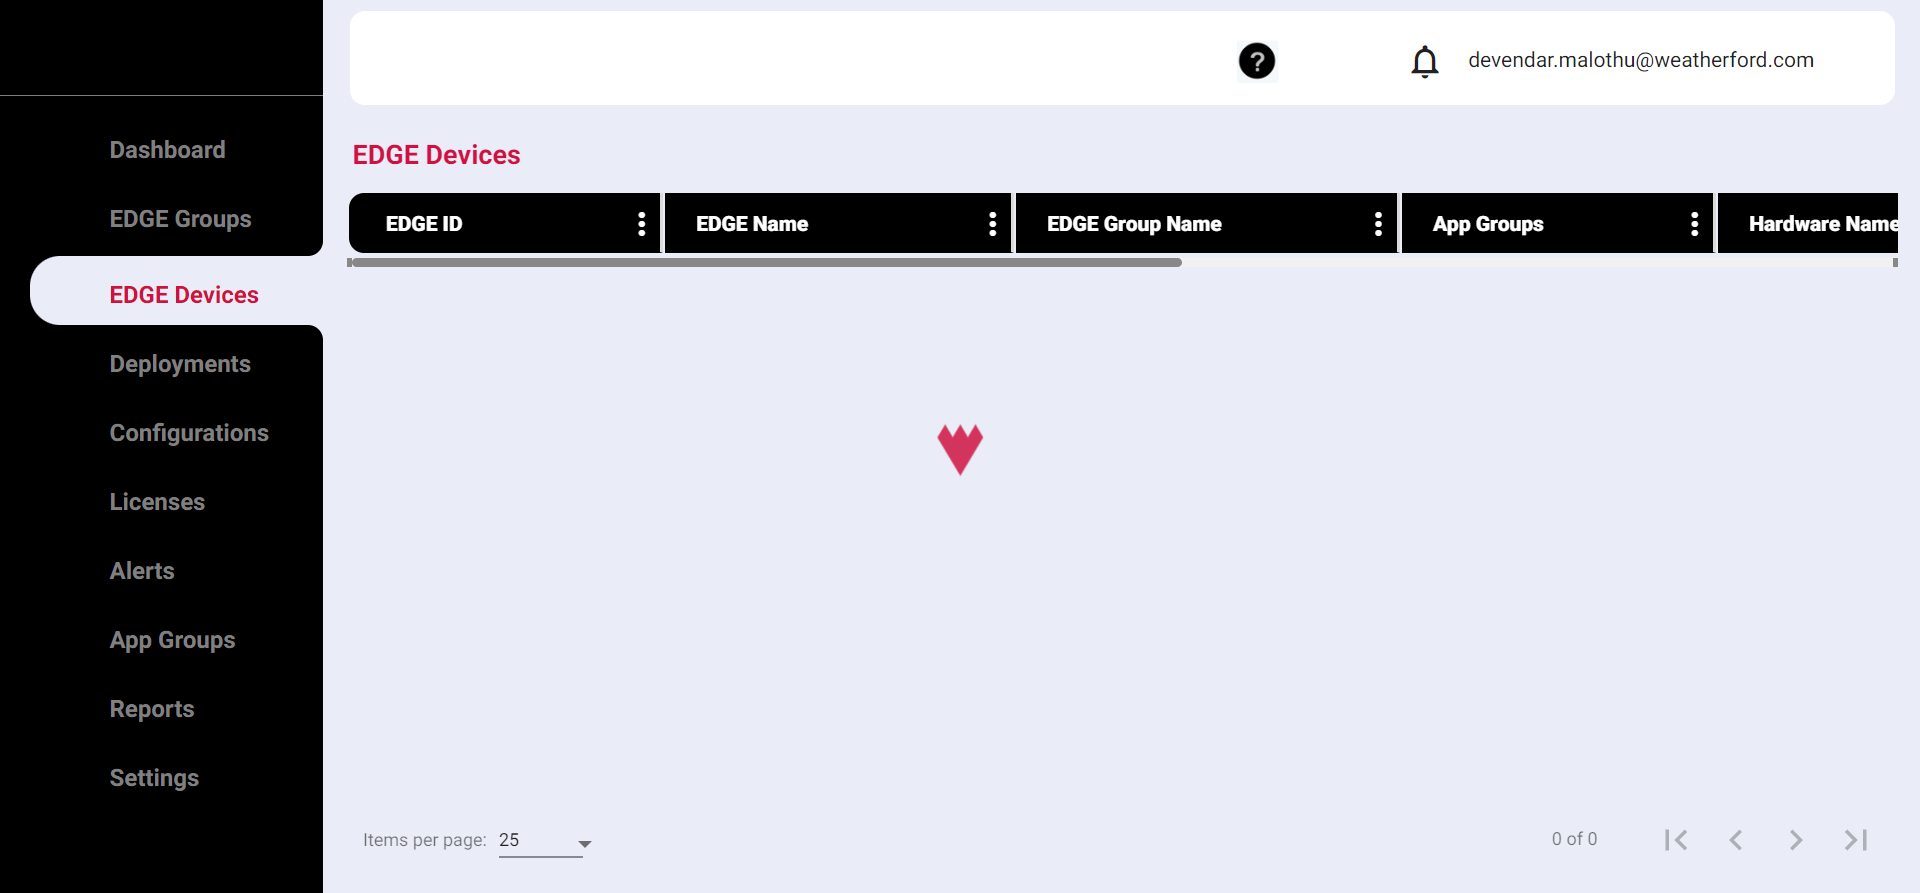 ?
devendar.malothu@weatherford.com
Dashboard
EDGE Groups
EDGE Devices
Deployments
Configurations
Licenses
Alerts
App Groups
Reports
Settings
EDGE Devices
EDGE ID
EDGE Name
EDGE Group Name
App Groups
Hardware Name
Items per page: 25
0 of 0